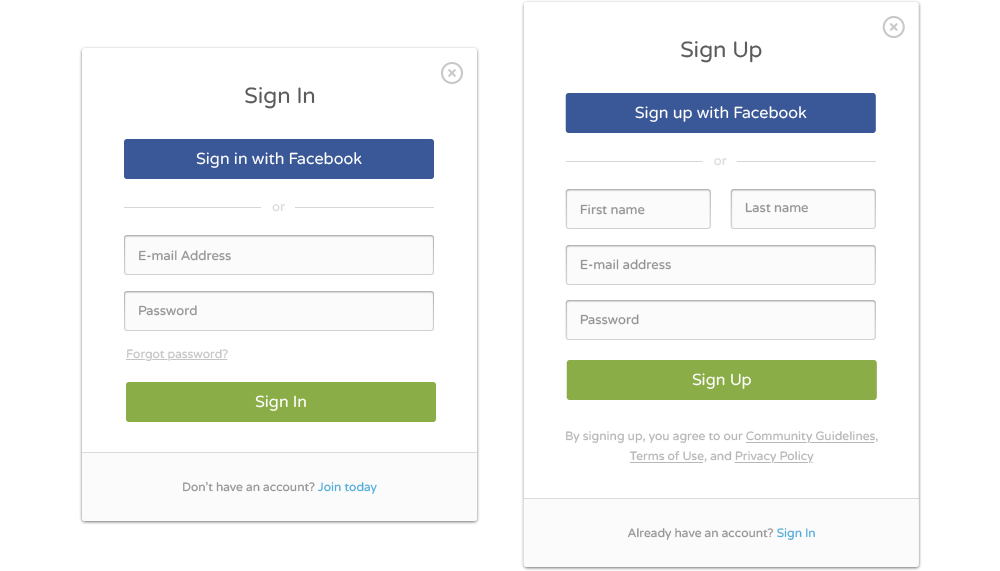 Sign In
Sign in with Facebook
or
E-mail Address
Password
Forgot password?
Sign In
Don't have an account? Join today
Sign Up
Sign up with Facebook
or
First name
Last name
E-mail address
Password
Sign Up
By signing up, you agree to our Community Guidelines,
Terms of Use, and Privacy Policy
Already have an account? Sign In